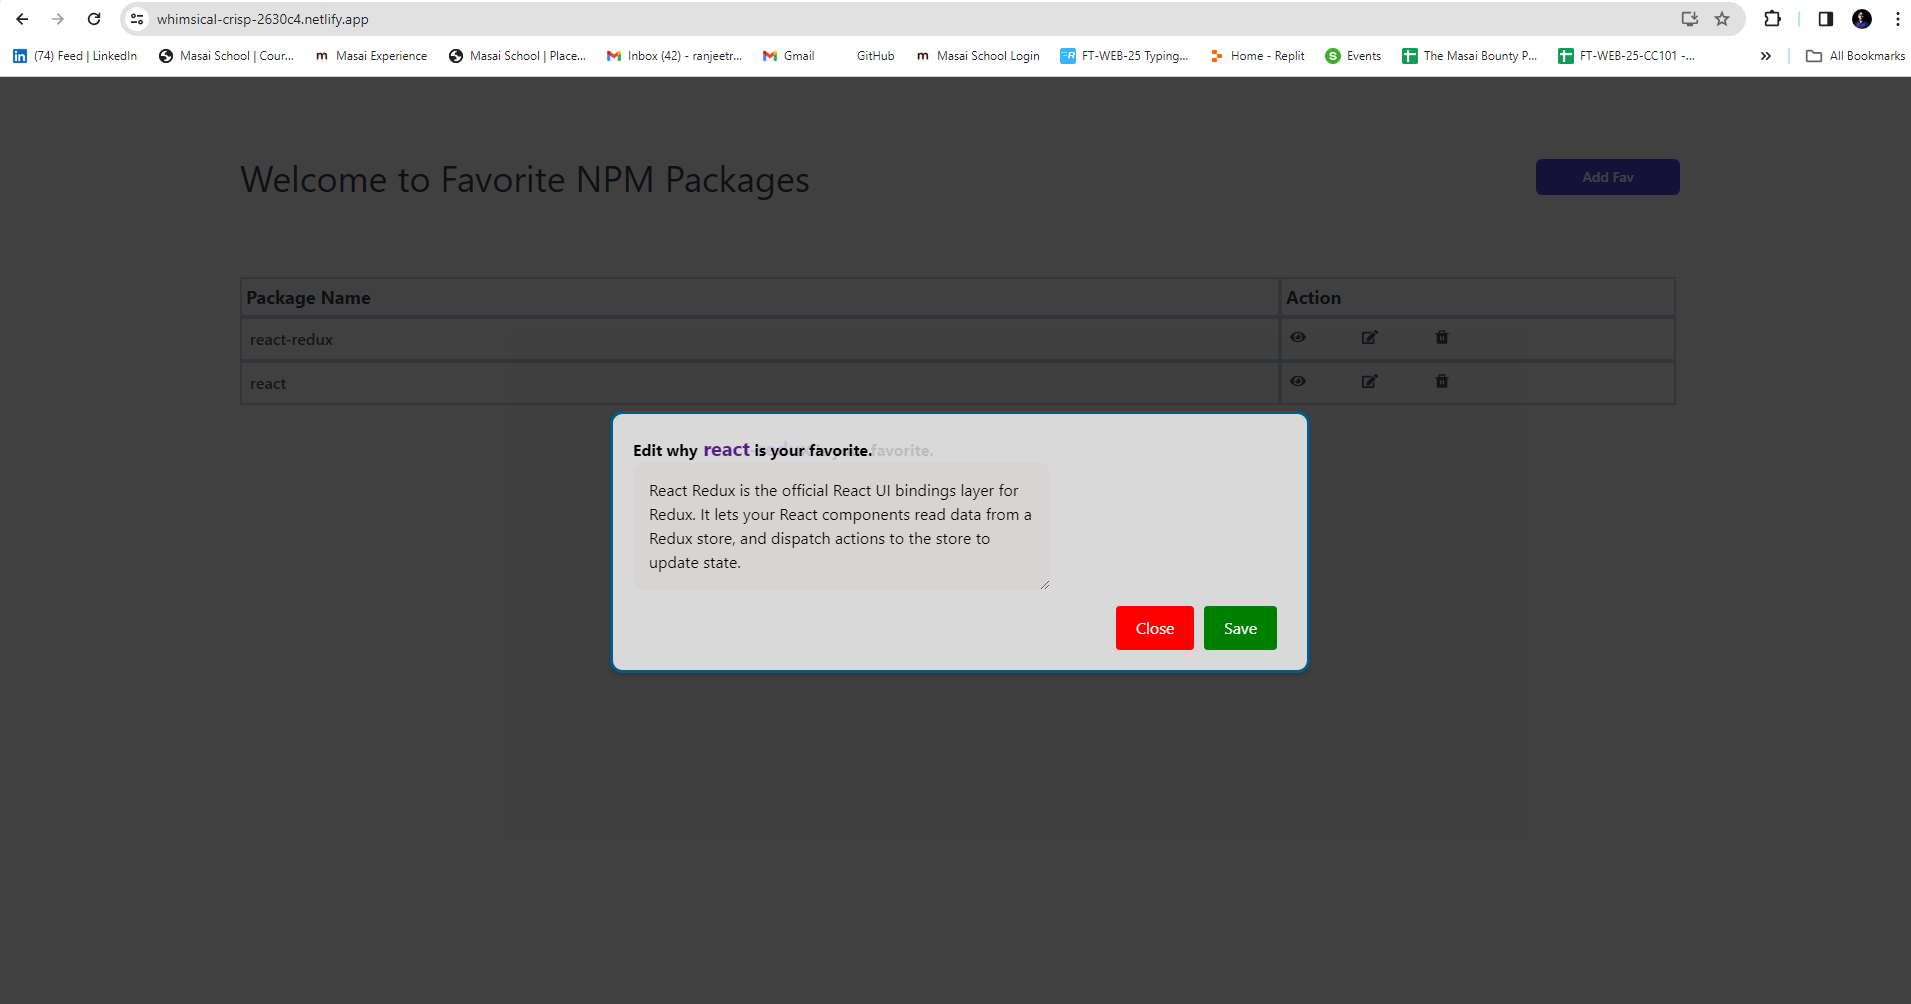 whimsical-crisp-2630c4.netlify.app
(74) Feed | LinkedIn Masai School | Cour... Masai Experience Masai School | Place... Inbox (42) - ranjeetr... Gmail GitHub Masai School Login FT-WEB-25 Typing... Home - Replit Events The Masai Bounty P... FT-WEB-25-CC101 -... » All Bookmarks
Welcome to Favorite NPM Packages Add Fav
Package Name Action
react-redux
react
Edit why react is your favorite. favorite.
React Redux is the official React UI bindings layer for
Redux. It lets your React components read data from a
Redux store, and dispatch actions to the store to
update state.
Close Save